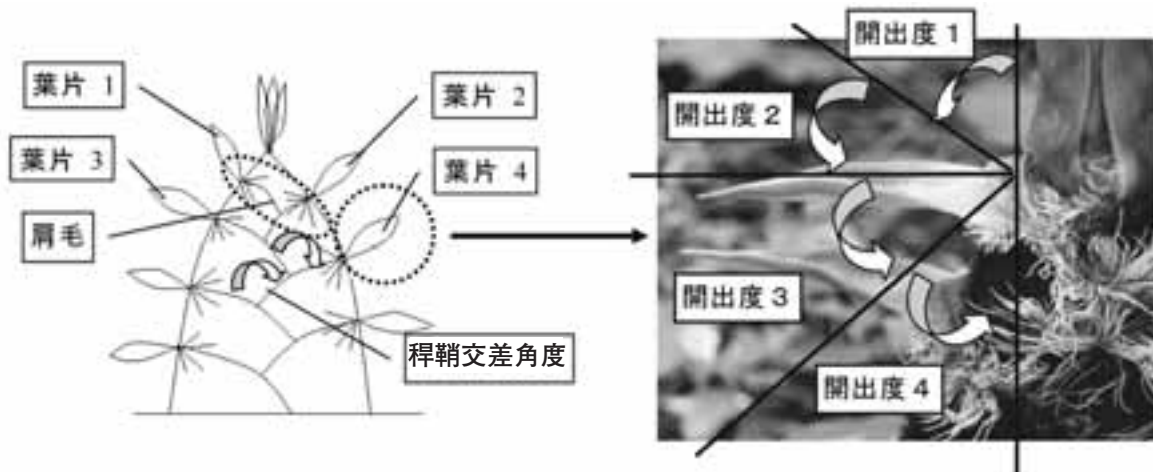 葉片 1
葉片 2
葉片 3
葉片 4
肩毛
稈鞘交差角度
開出度 1
開出度 2
開出度 3
開出度 4